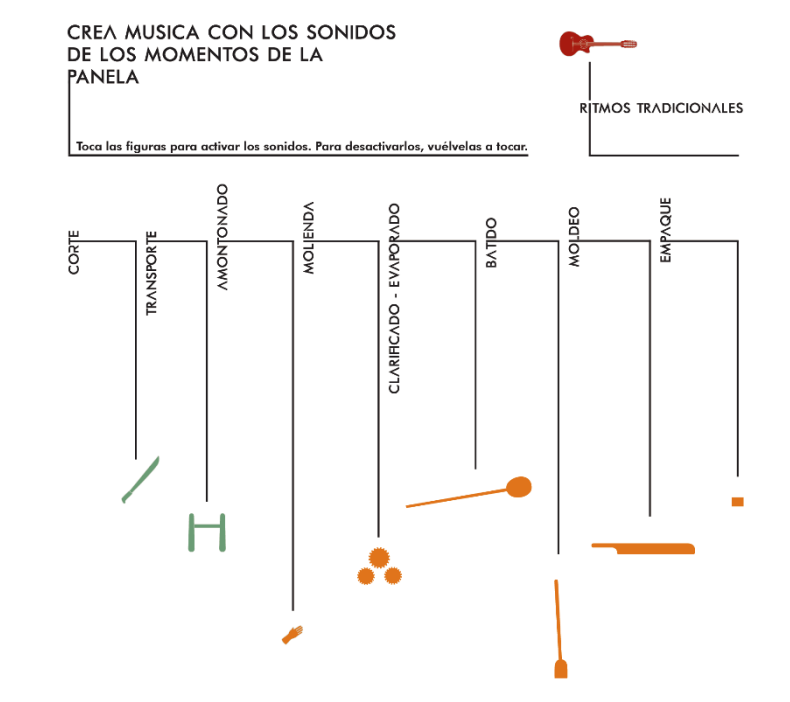 CREA MUSICA CON LOS SONIDOS
DE LOS MOMENTOS DE LA
PANELA
Toca las figuras para activar los sonidos. Para desactivarlos, vuélvelas a tocar.
RITMOS TRADICIONALES
CORTE
TRANSPORTE
AMONTONADO
MOLIENDA
CLARIFICADO - EVAPORADO
BATIDO
MOLDEO
EMPAQUE